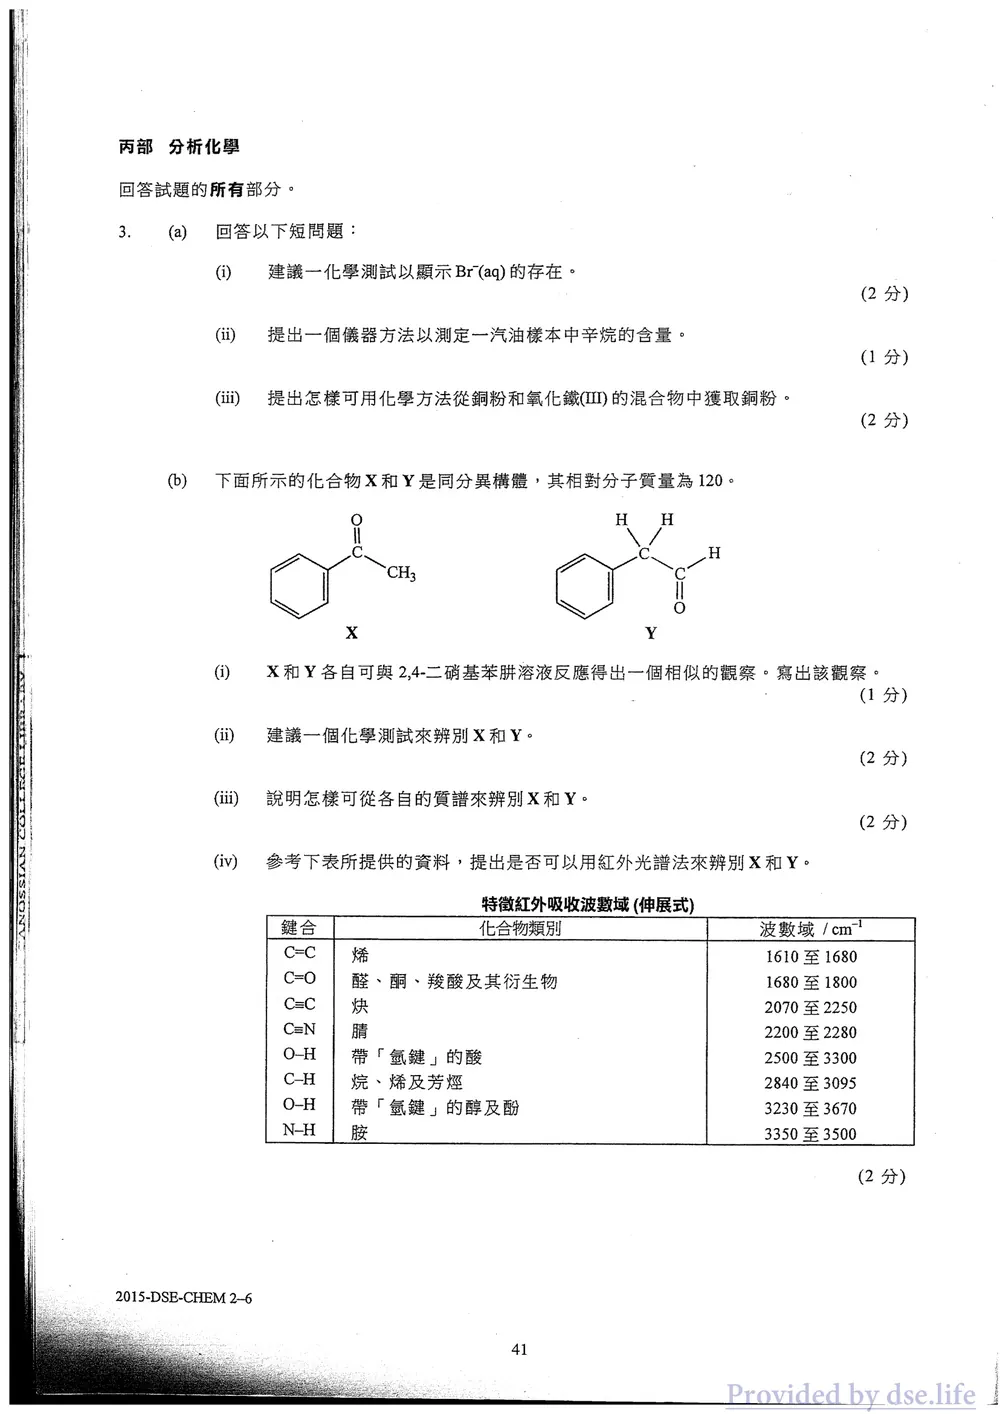 丙部 分析化學
回答試題的所有部分。
3. (a) 回答以下短問題：
(i) 建議一化學測試以顯示 Br⁻(aq) 的存在。
(2 分)
(ii) 提出一個儀器方法以測定一汽油樣本中辛烷的含量。
(1 分)
(iii) 提出怎樣可用化學方法從銅粉和氧化鐵(III) 的混合物中獲取銅粉。
(2 分)
(b) 下面所示的化合物 X 和 Y 是同分異構體，其相對分子質量為 120。
O H H
C C H
CH₃ C
O
X Y
(i) X 和 Y 各自可與 2,4-二硝基苯肼溶液反應得出一個相似的觀察。寫出該觀察。
(1 分)
(ii) 建議一個化學測試來辨別 X 和 Y。
(2 分)
(iii) 說明怎樣可從各自的質譜來辨別 X 和 Y。
(2 分)
(iv) 參考下表所提供的資料，提出是否可以用紅外光譜法來辨別 X 和 Y。
特徵紅外吸收波數域 (伸展式)
鍵合 化合物類別 波數域 / cm⁻¹
C=C 烯 1610 至 1680
C=O 醛、酮、羧酸及其衍生物 1680 至 1800
C≡C 炔 2070 至 2250
C≡N 腈 2200 至 2280
O–H 帶「氫鍵」的酸 2500 至 3300
C–H 烷、烯及芳烴 2840 至 3095
O–H 帶「氫鍵」的醇及酚 3230 至 3670
N–H 胺 3350 至 3500
(2 分)
2015-DSE-CHEM 2–6
41
Provided by dse.life